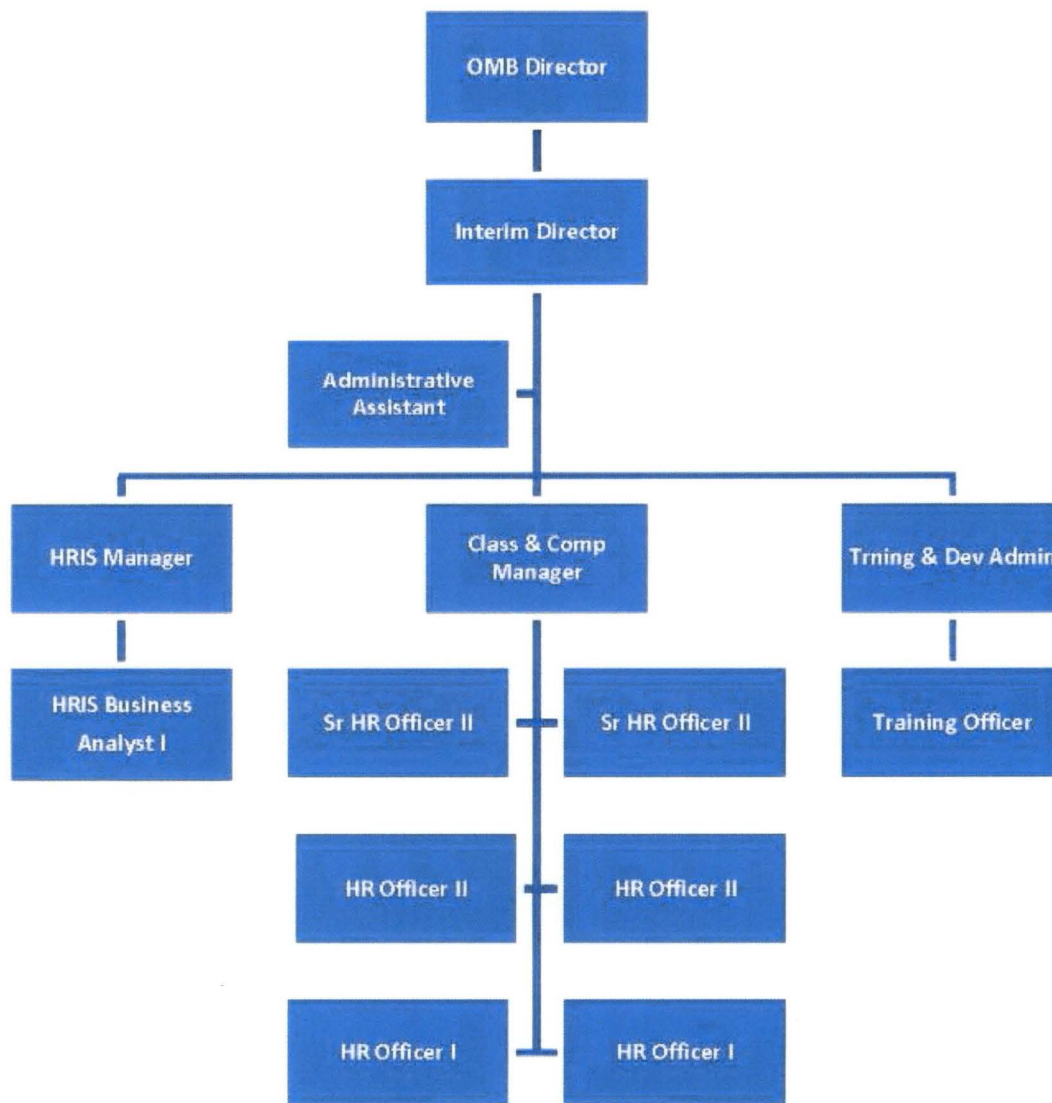 OMB Director
Interim Director
Administrative
Assistant
HRIS Manager
Class & Comp
Manager
Trning & Dev Admin
HRIS Business
Analyst I
Sr HR Officer II
Sr HR Officer II
Training Officer
HR Officer II
HR Officer II
HR Officer I
HR Officer I